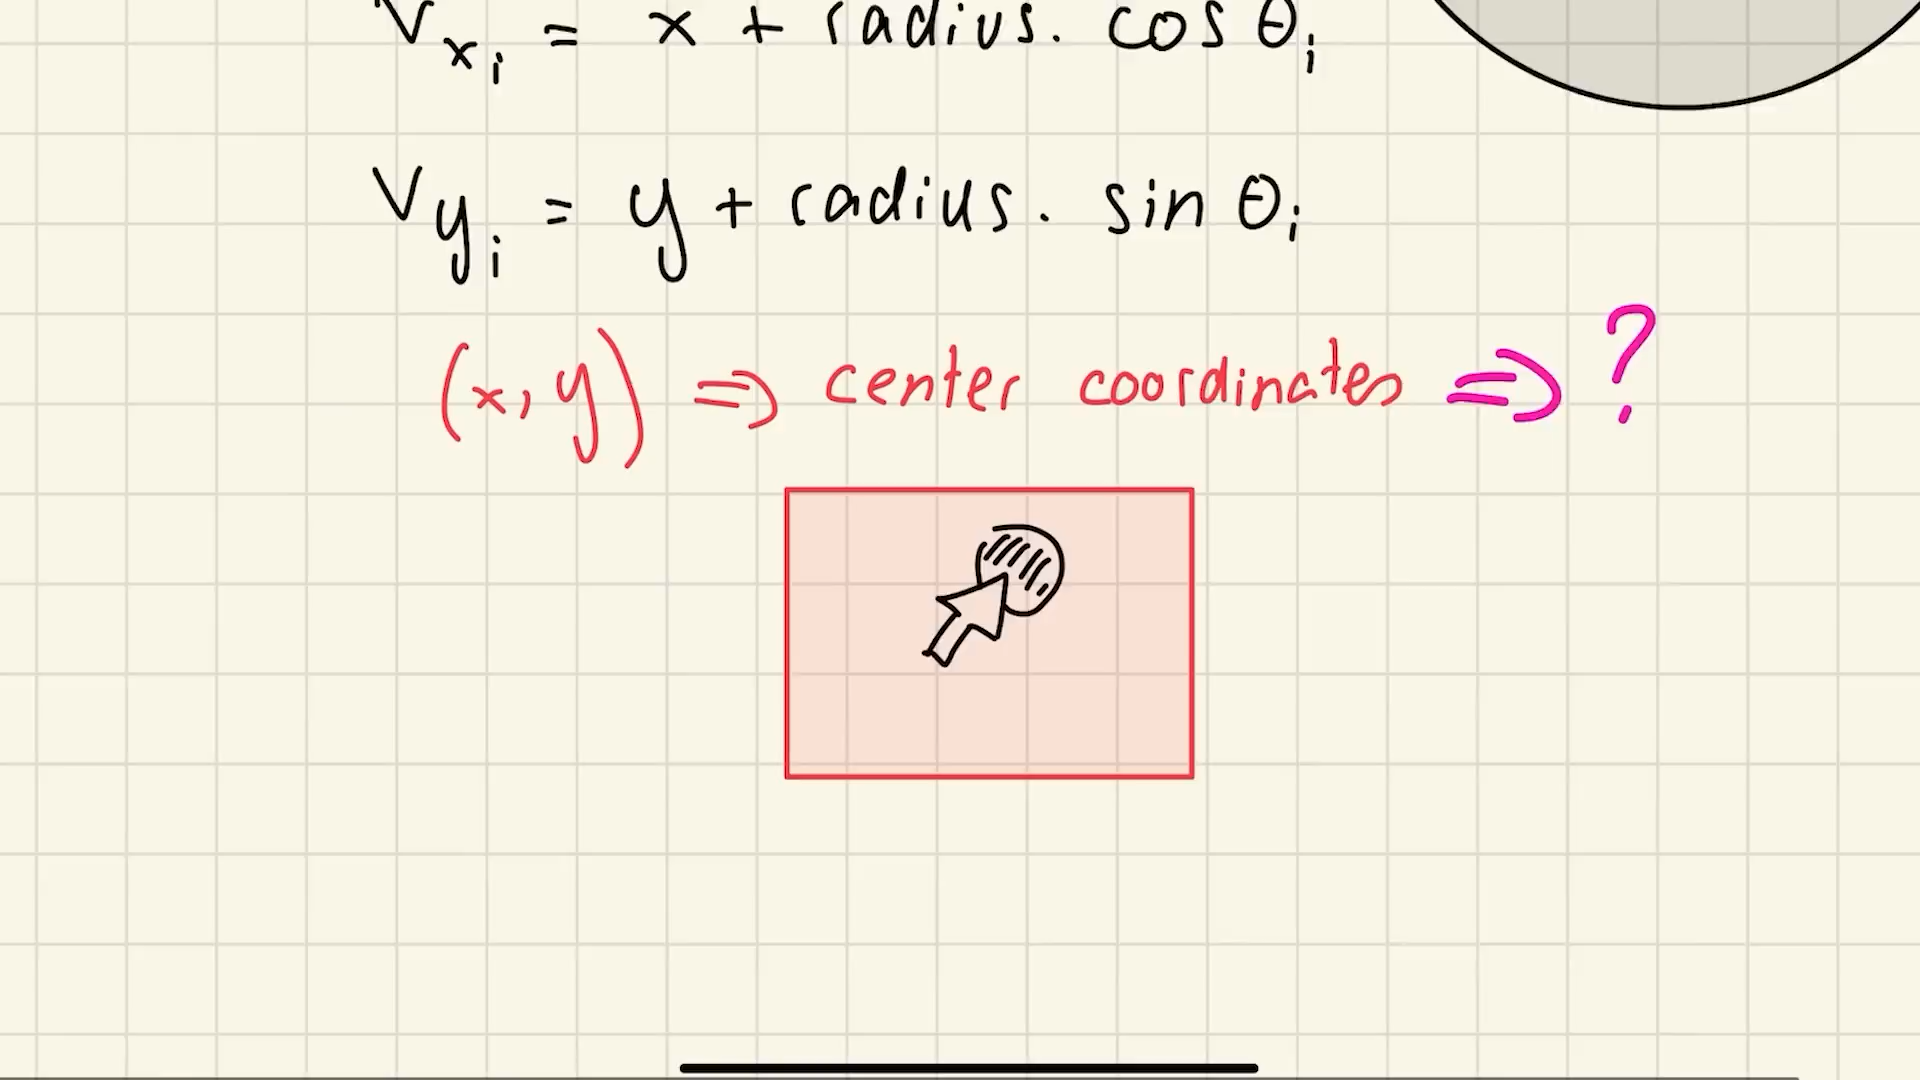 Vxi = x + radius. cos θi
Vyi = y + radius. sin θi
(x, y) => center coordinates => ?